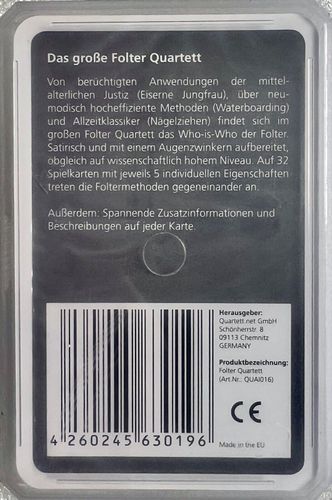 Das große Folter Quartett
Von berüchtigten Anwendungen der mittel-
alterlichen Justiz (Eiserne Jungfrau), über neu-
modisch hocheffiziente Methoden (Waterboarding)
und Allzeitklassiker (Nägelziehen) findet sich im
großen Folter Quartett das Who-is-Who der Folter.
Satirsch und mit einem Augenzwinkern aufbereitet,
obgleich auf wissenschaftlich hohem Niveau. Auf 32
Spielkarten mit jeweils 5 individuellen Eigenschaften
treten die Foltermethoden gegeneinander an.
Außerdem: Spannende Zusatzinformationen und
Beschreibungen auf jeder Karte.
Herausgeber:
Quartett.net GmbH
Schönherrstr. 8
09113 Chemnitz
GERMANY
Produktbezeichnung:
Folter Quartett
(Art.Nr.: QUAI016)
CE
4 260245 630196
Made in the EU